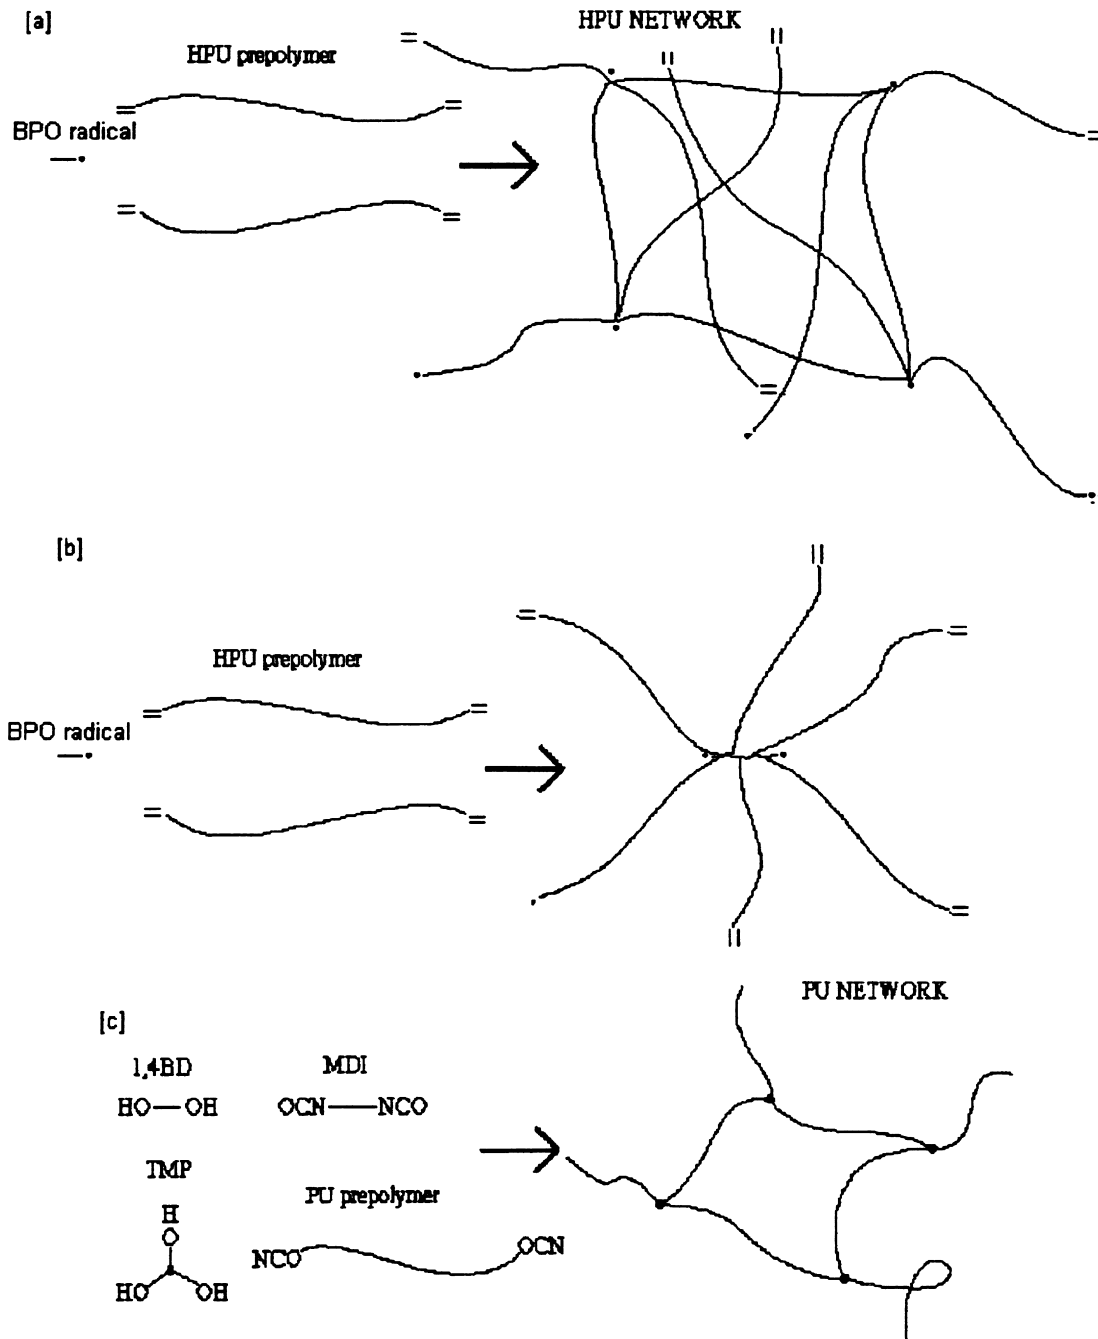 [a]
HPU NETWORK
HPU prepolymer
BPO radical
[b]
HPU prepolymer
BPO radical
PU NETWORK
[c]
1,4BD
MDI
HO—OH
OCN—NCO
TMP
PU prepolymer
H
O
HO
OH
NCO
OCN